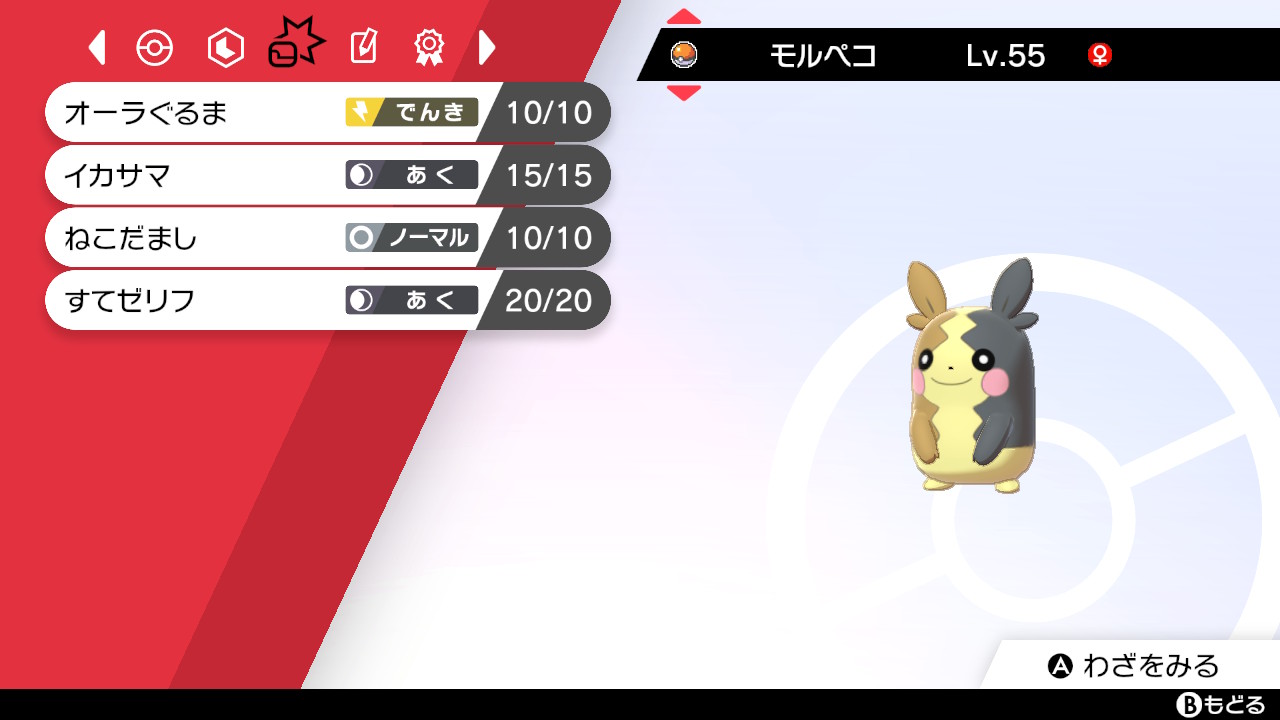 モルペコ Lv.55 ♀
オーラぐるま でんき 10/10
イカサマ あく 15/15
ねこだまし ノーマル 10/10
すてゼリフ あく 20/20
A わざをみる
B もどる